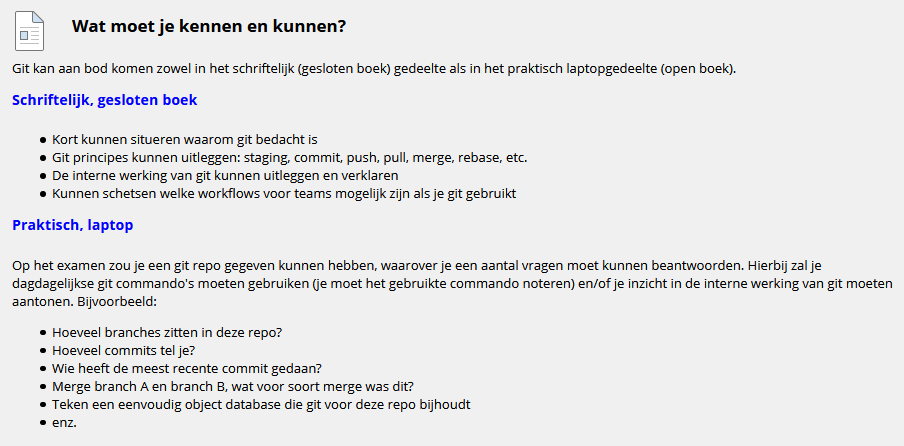 Wat moet je kennen en kunnen?
Git kan aan bod komen zowel in het schriftelijk (gesloten boek) gedeelte als in het praktisch laptopgedeelte (open boek).
Schriftelijk, gesloten boek
Kort kunnen situeren waarom git bedacht is
Git principes kunnen uitleggen: staging, commit, push, pull, merge, rebase, etc.
De interne werking van git kunnen uitleggen en verklaren
Kunnen schetsen welke workflows voor teams mogelijk zijn als je git gebruikt
Praktisch, laptop
Op het examen zou je een git repo gegeven kunnen hebben, waarover je een aantal vragen moet kunnen beantwoorden. Hierbij zal je
dagdagelijkse git commando's moeten gebruiken (je moet het gebruikte commando noteren) en/of je inzicht in de interne werking van git moeten
aantonen. Bijvoorbeeld:
Hoeveel branches zitten in deze repo?
Hoeveel commits tel je?
Wie heeft de meest recente commit gedaan?
Merge branch A en branch B, wat voor soort merge was dit?
Teken een eenvoudig object database die git voor deze repo bijhoudt
enz.